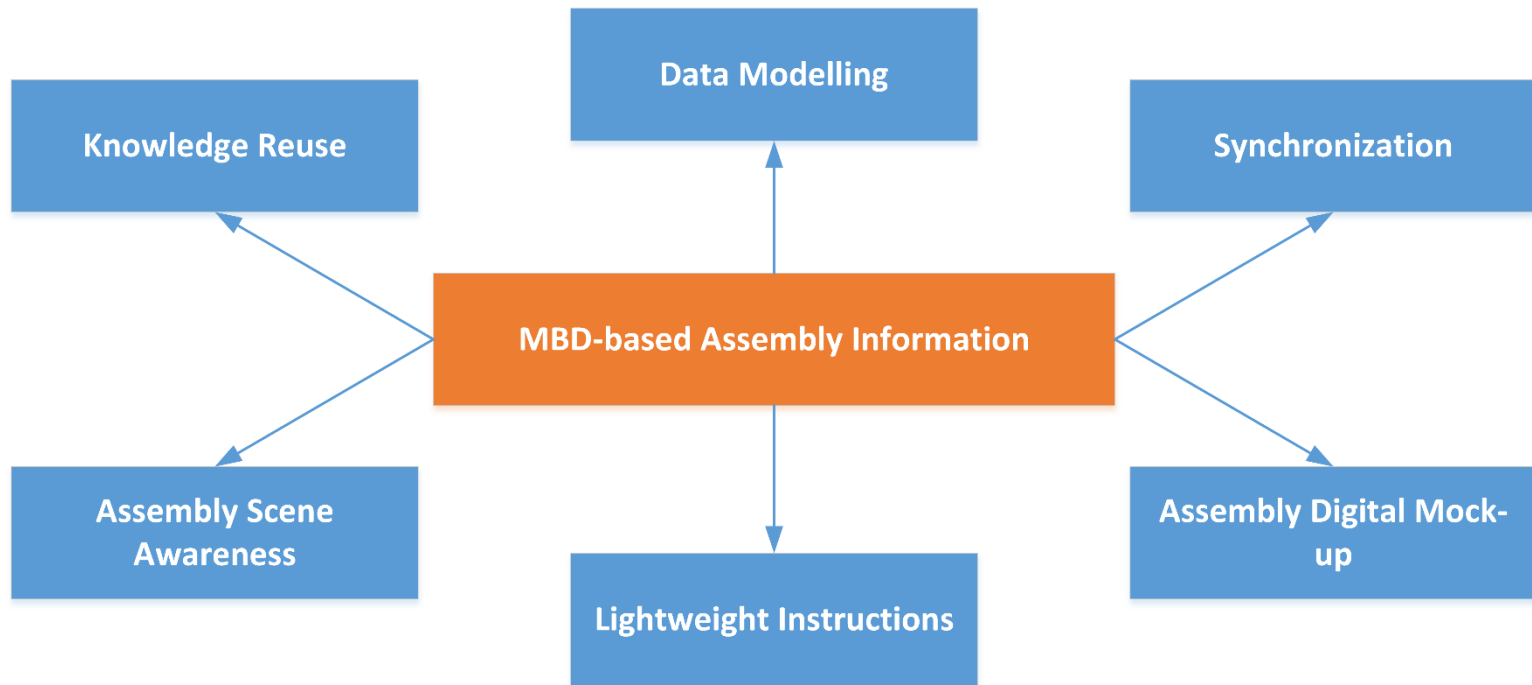 Data Modelling
Knowledge Reuse
Synchronization
MBD-based Assembly Information
Assembly Scene
Awareness
Assembly Digital Mock-
up
Lightweight Instructions